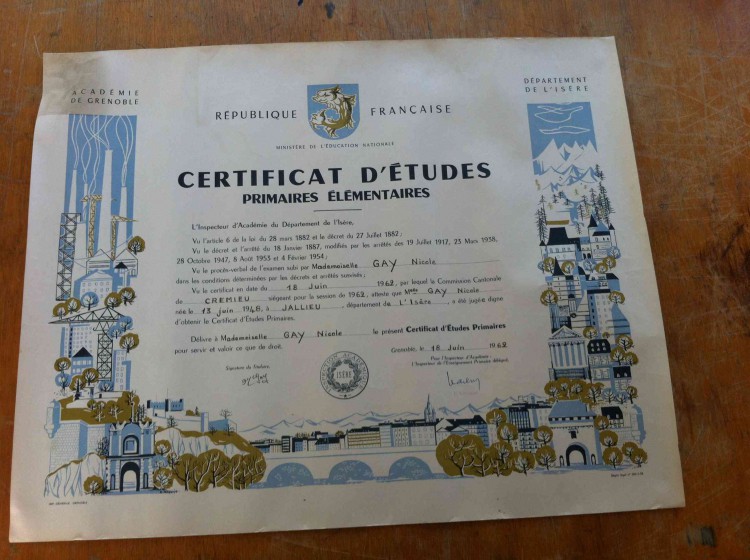 ACADÉMIE
DE GRENOBLE
DÉPARTEMENT
DE L'ISÈRE
RÉPUBLIQUE FRANÇAISE
MINISTÈRE DE L'ÉDUCATION NATIONALE
CERTIFICAT D'ÉTUDES
PRIMAIRES ÉLÉMENTAIRES
L'Inspecteur d'Académie du Département de l'Isère,
Vu l'article 6 de la loi du 28 mars 1882 et le décret du 27 Juillet 1882;
Vu le décret et l'arrêté du 18 Janvier 1887, modifiés par les arrêtés des 19 Juillet 1917, 23 Mars 1938,
28 Octobre 1947, 8 Août 1953 et 4 Février 1954;
Vu le procès-verbal de l'examen subi par Mademoiselle GAY Nicole
dans les conditions déterminées par les décrets et arrêtés susvisés;
Vu le certificat en date du 18 Juin 1962, par lequel la Commission Cantonale
de CREMIEU siégeant pour la session de 1962, atteste que Melle GAY Nicole
née le 13 juin 1948, à JALLIEU, département de L'Isère, a été jugée digne
d'obtenir le Certificat d'Études Primaires.
Délivré à Mademoiselle GAY Nicole le présent Certificat d'Études Primaires
pour servir et valoir ce que de droit.
Grenoble, le 18 Juin 1962
Signature du titulaire,
Pour l'Inspecteur d'Académie :
L'Inspecteur de l'Enseignement Primaire délégué,
ISÈRE